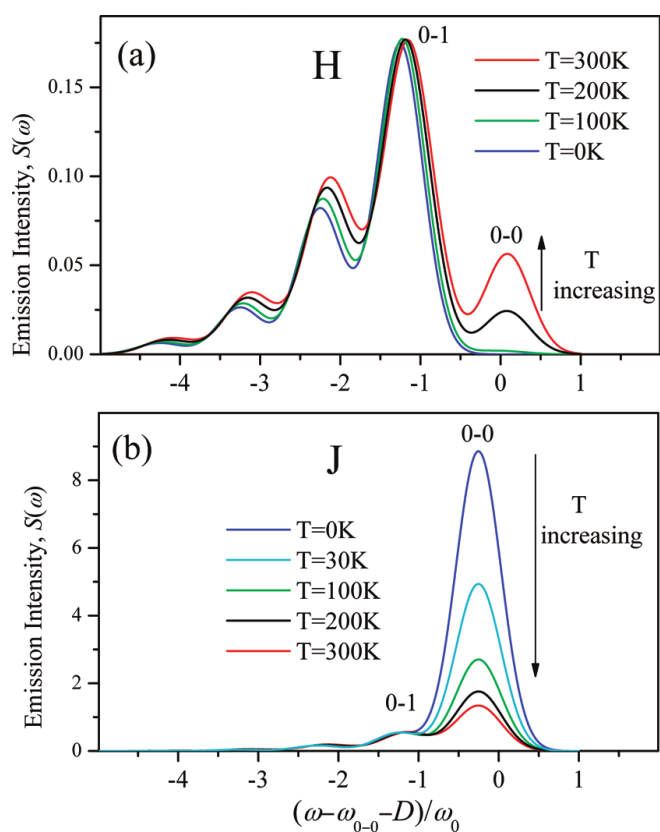 (a)
H
0-1
T=300K
T=200K
T=100K
T=0K
0-0
T
increasing
Emission Intensity, S(ω)
0.15
0.10
0.05
0.00
-4 -3 -2 -1 0 1
(b)
J
0-0
T
increasing
T=0K
T=30K
T=100K
T=200K
T=300K
0-1
Emission Intensity, S(ω)
8
6
4
2
0
-4 -3 -2 -1 0 1
(ω–ω₀₋₀–D)/ω₀